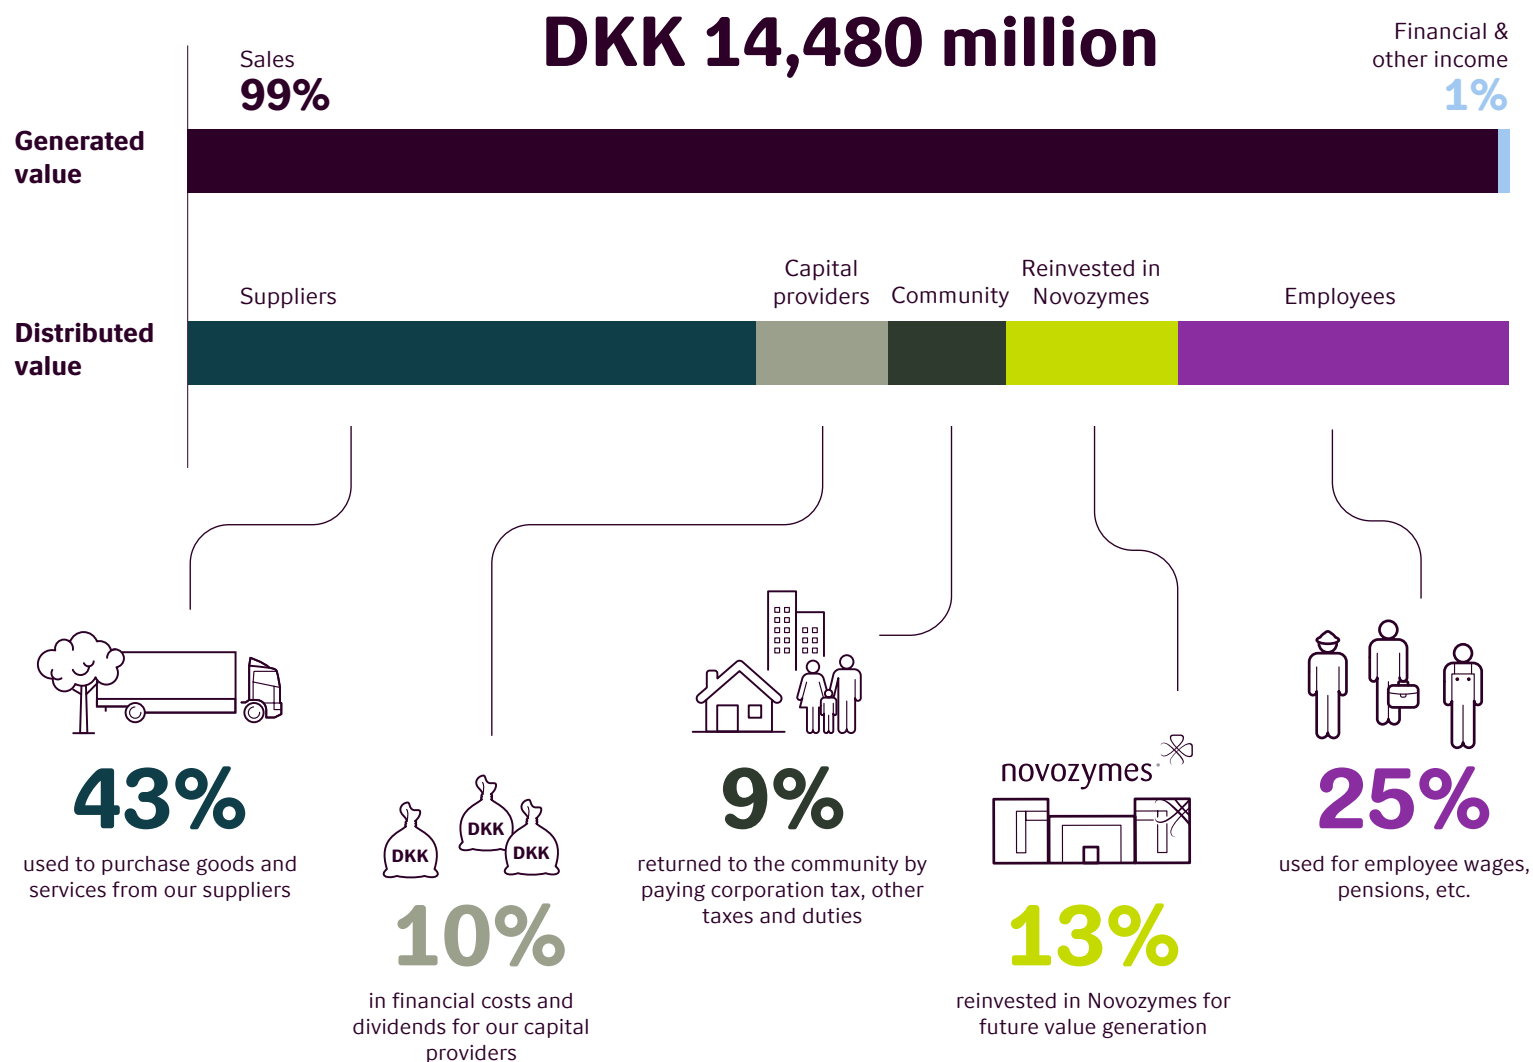 DKK 14,480 million
Sales
99%
Financial &
other income
1%
Generated
value
Suppliers
Capital
providers
Community
Reinvested in
Novozymes
Employees
Distributed
value
43%
used to purchase goods and
services from our suppliers
DKK
DKK
DKK
10%
in financial costs and
dividends for our capital
providers
9%
returned to the community by
paying corporation tax, other
taxes and duties
novozymes
13%
reinvested in Novozymes for
future value generation
25%
used for employee wages,
pensions, etc.